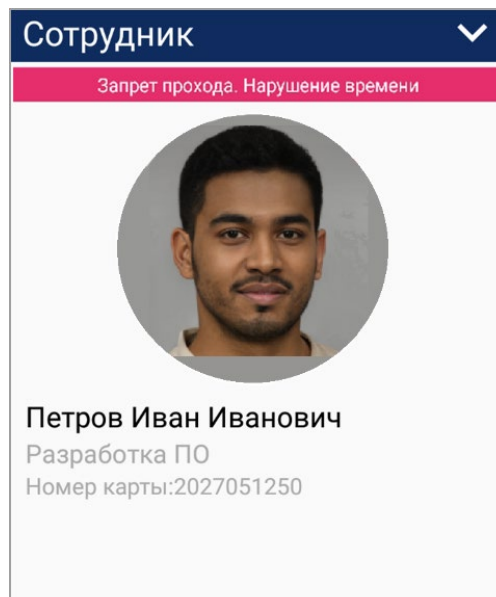 Сотрудник
Запрет прохода. Нарушение времени
Петров Иван Иванович
Разработка ПО
Номер карты:2027051250